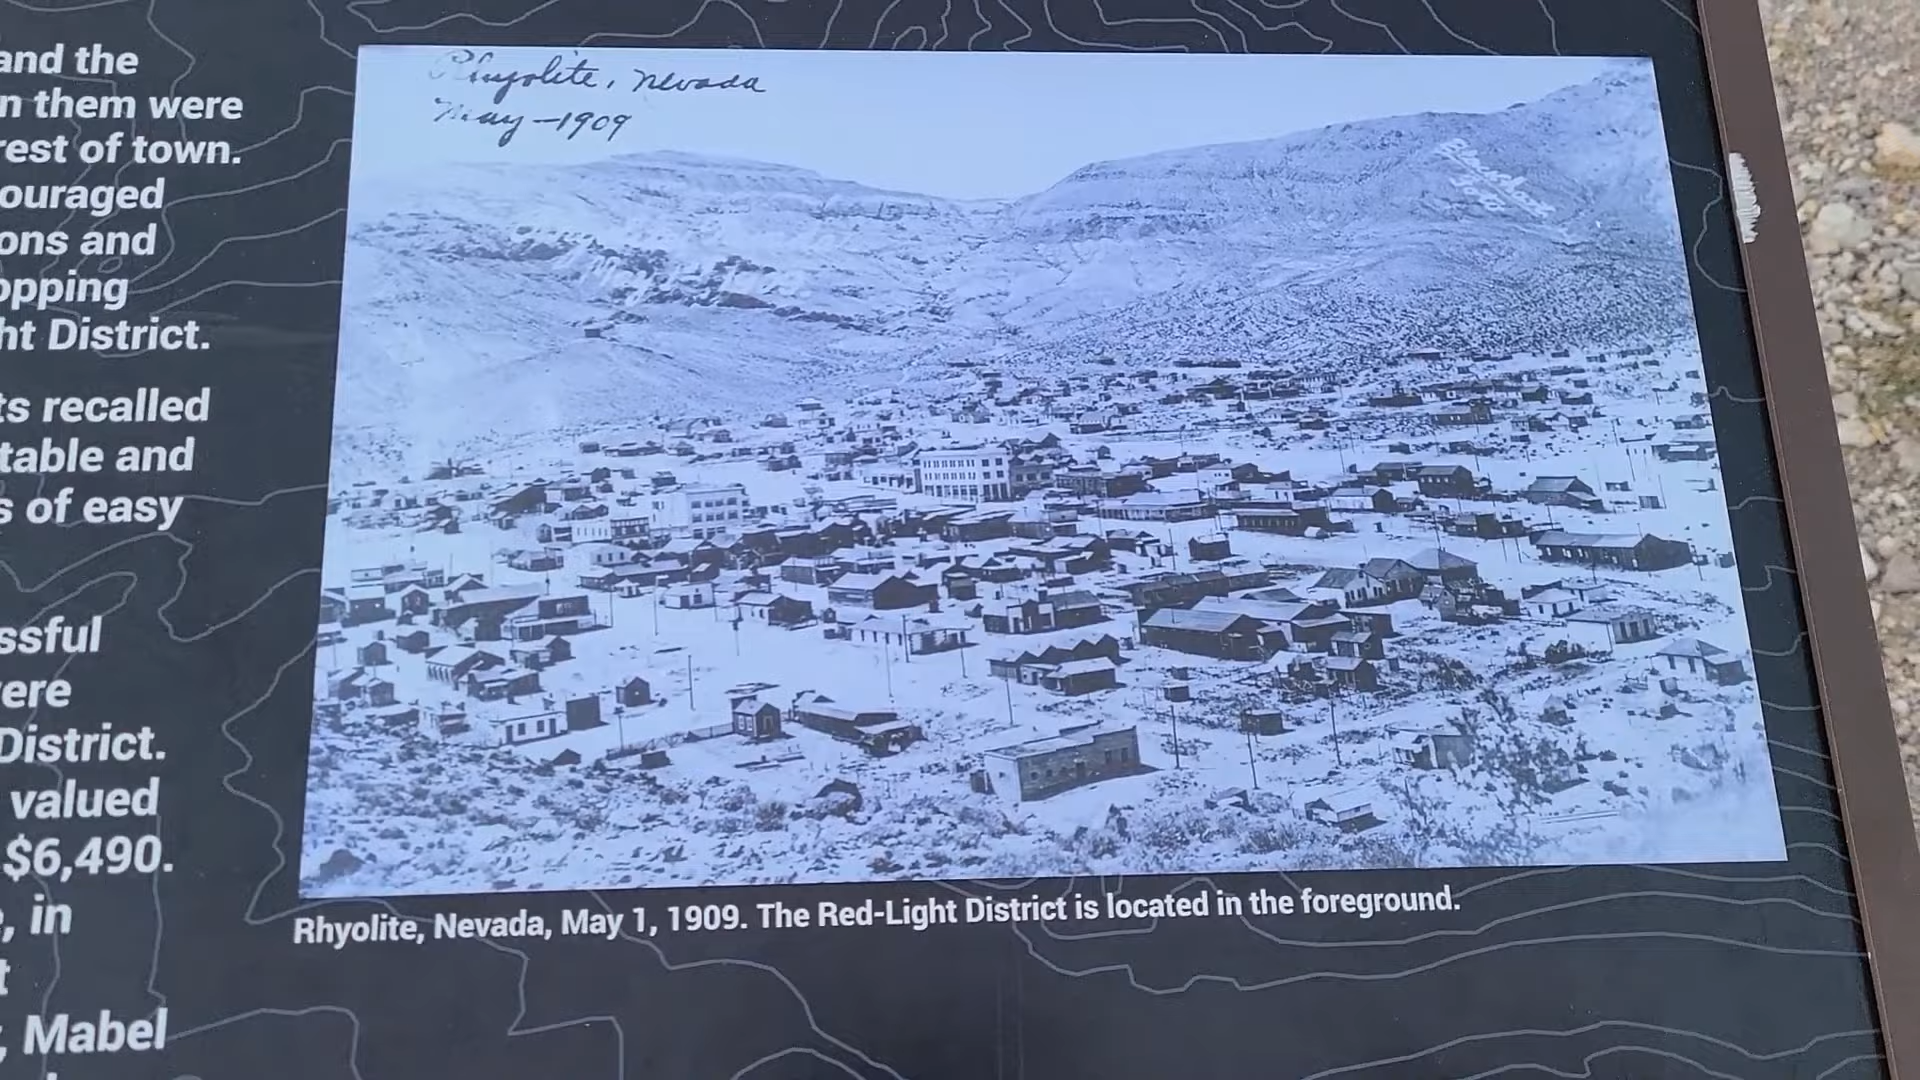 and the
n them were
rest of town.
ouraged
ons and
opping
ht District.
ts recalled
table and
s of easy
ssful
ere
District.
valued
$6,490.
, in
t
, Mabel
Rhyolite, Nevada
May-1909
Rhyolite, Nevada, May 1, 1909. The Red-Light District is located in the foreground.